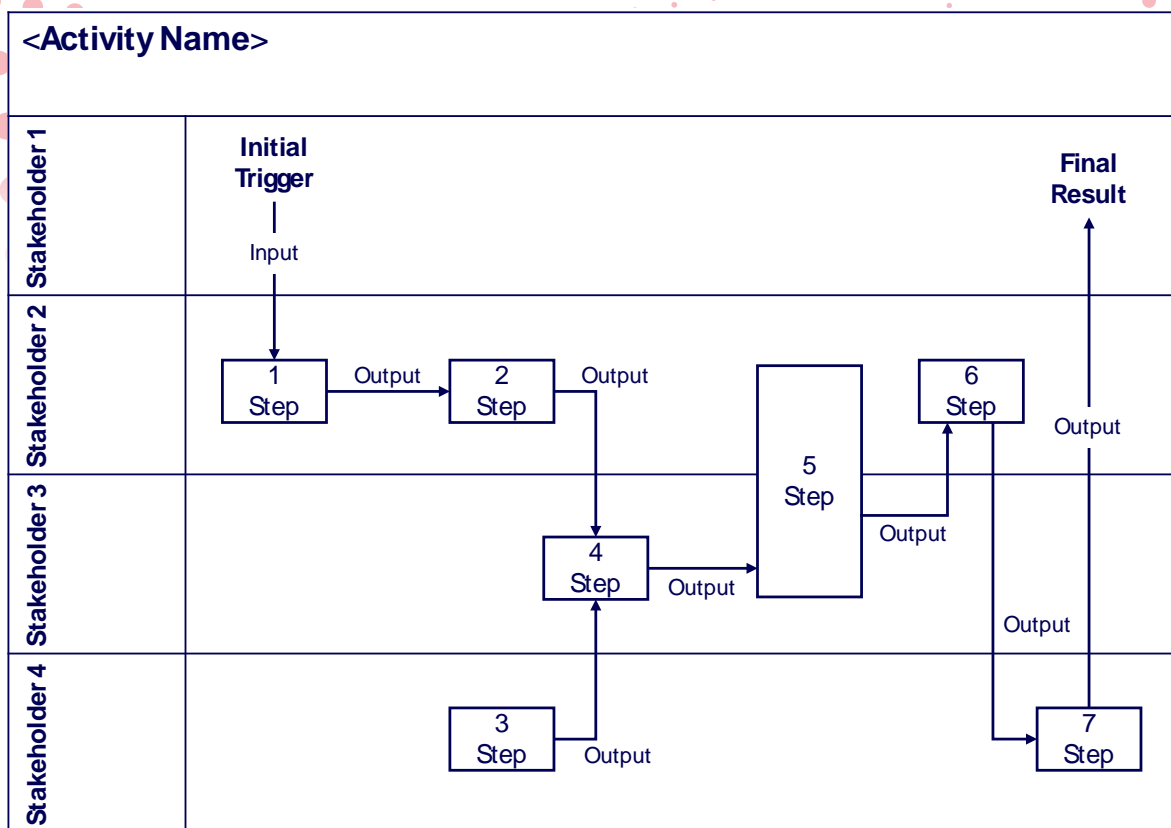 <Activity Name>
Stakeholder 1
Initial
Trigger
Input
Final
Result
Stakeholder 2
1
Step
Output
2
Step
Output
5
Step
6
Step
Output
Stakeholder 3
4
Step
Output
Output
Output
Stakeholder 4
3
Step
Output
7
Step